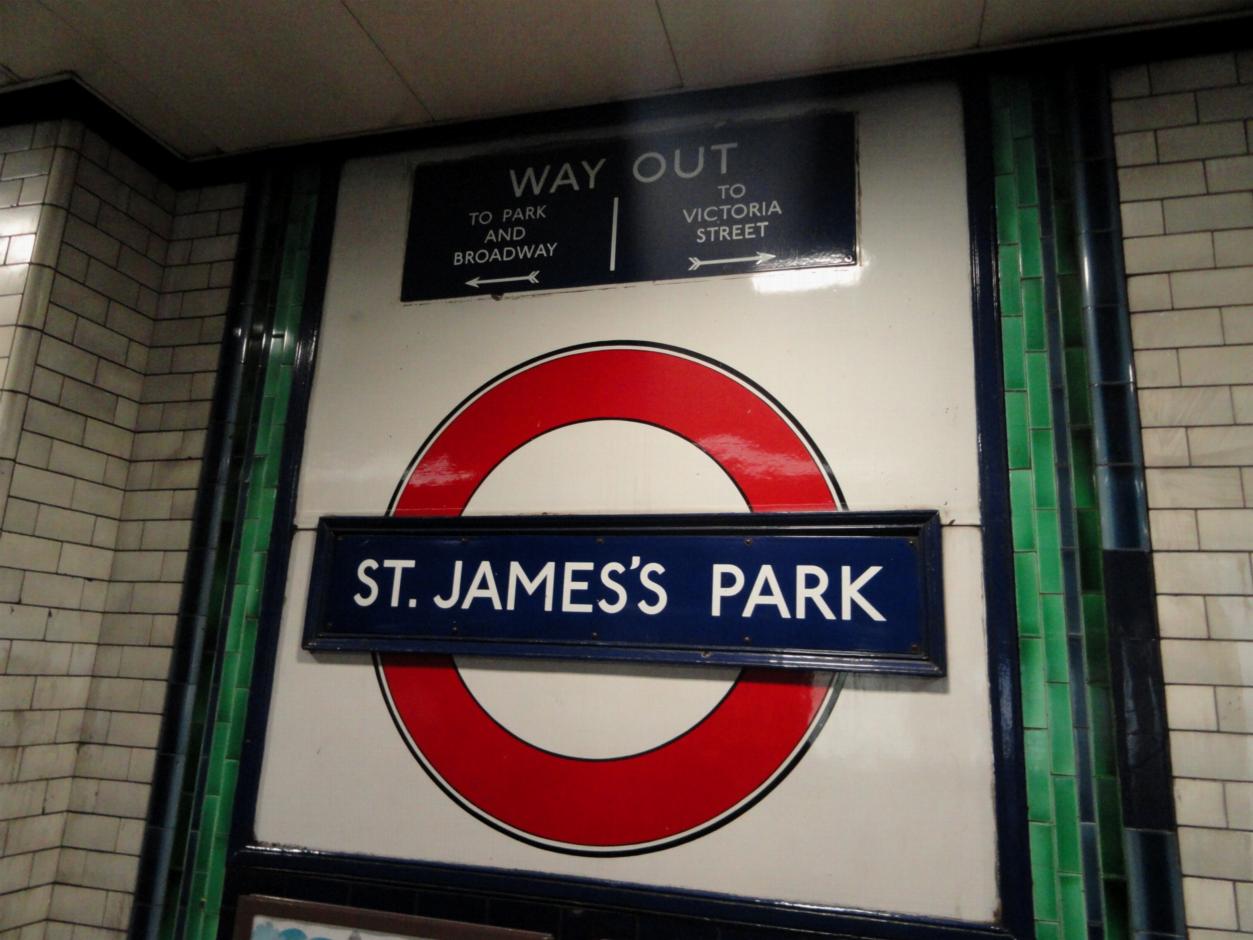 WAY OUT
TO PARK
AND
BROADWAY
TO
VICTORIA
STREET
ST. JAMES'S PARK